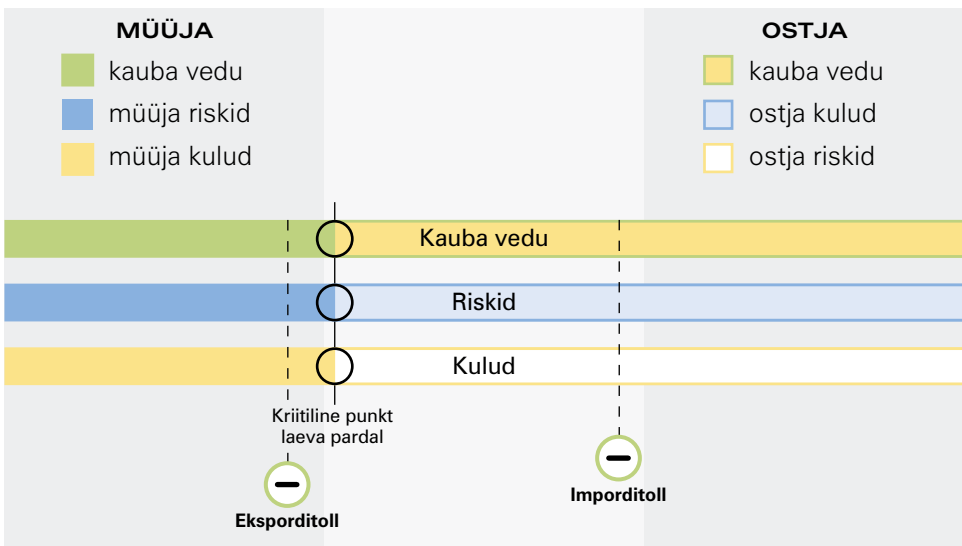 MÜÜJA
kauba vedu
müüja riskid
müüja kulud
OSTJA
kauba vedu
ostja kulud
ostja riskid
Kauba vedu
Riskid
Kulud
Kriitiline punkt
laeva pardal
Eksporditoll
Imporditoll